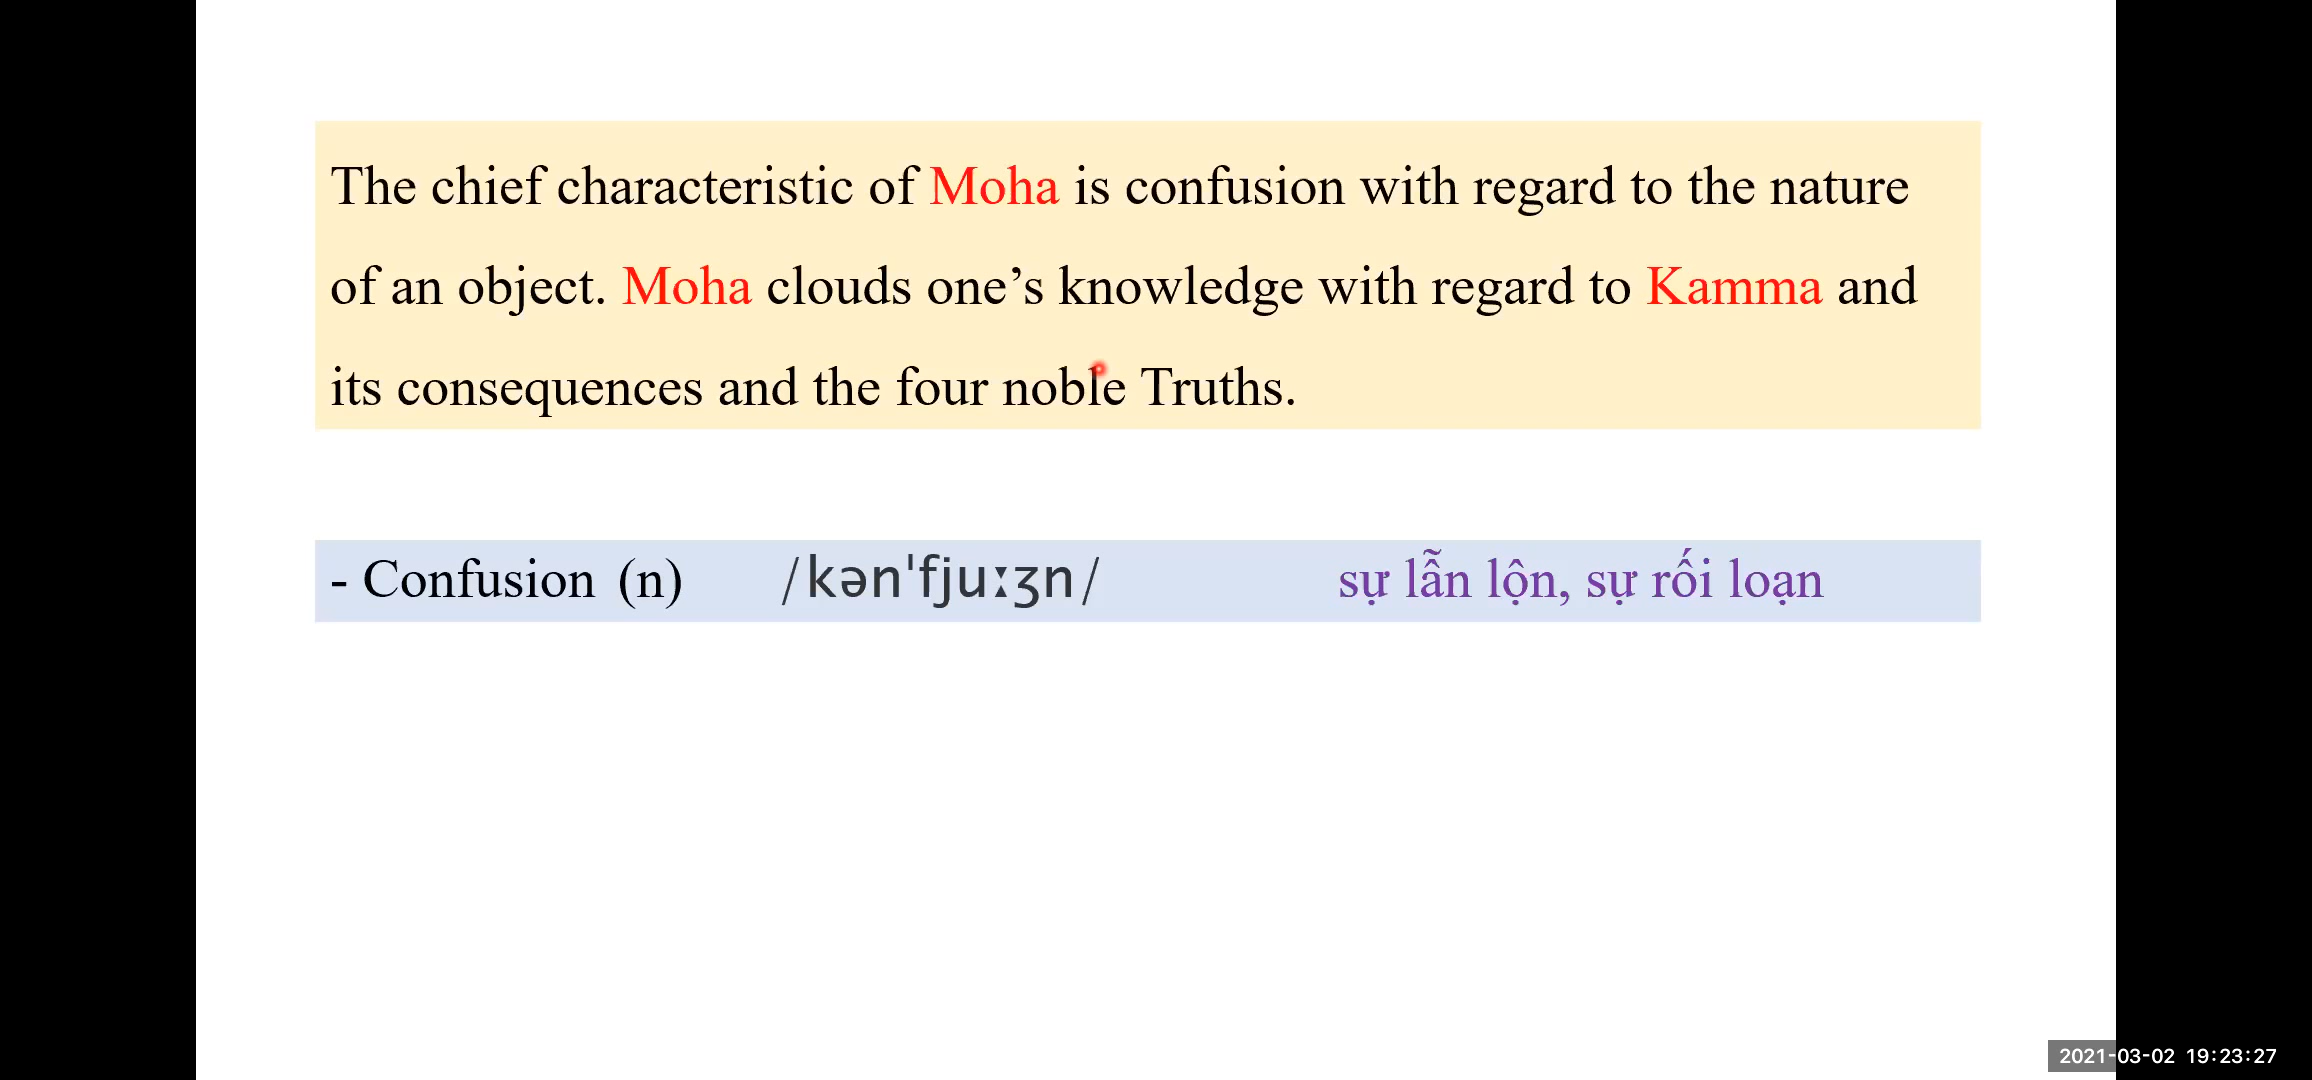 The chief characteristic of Moha is confusion with regard to the nature
of an object. Moha clouds one’s knowledge with regard to Kamma and
its consequences and the four noble Truths.
- Confusion (n) /kənˈfjuːʒn/ sự lẫn lộn, sự rối loạn
2021-03-02 19:23:27